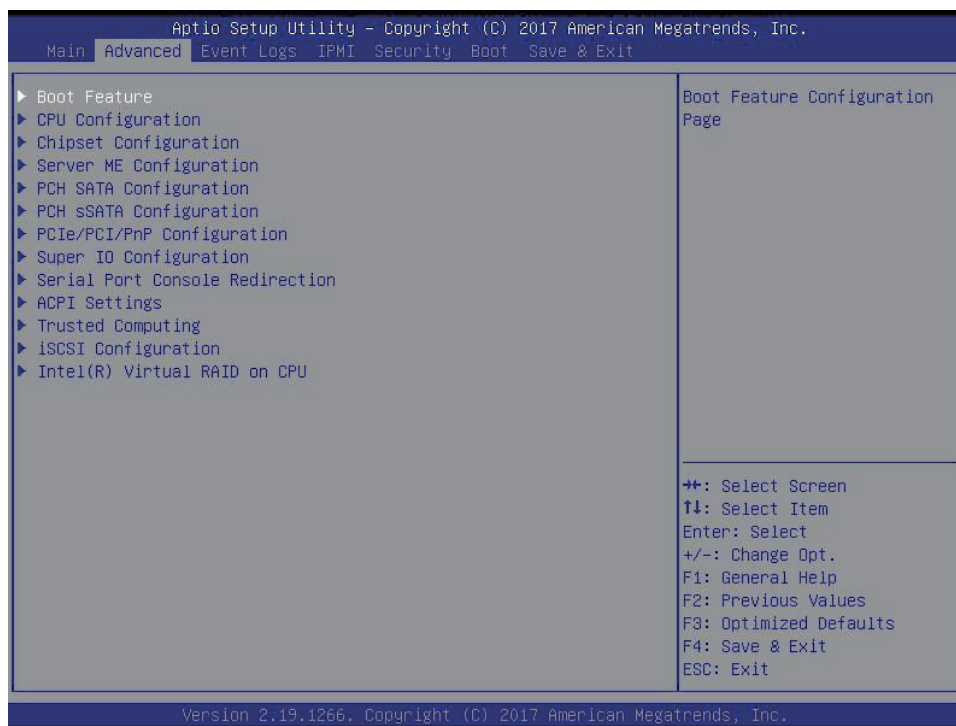 Aptio Setup Utility – Copyright (C) 2017 American Megatrends, Inc.
Main Advanced Event Logs IPMI Security Boot Save & Exit
Boot Feature
CPU Configuration
Chipset Configuration
Server ME Configuration
PCH SATA Configuration
PCH sSATA Configuration
PCIe/PCI/PnP Configuration
Super IO Configuration
Serial Port Console Redirection
ACPI Settings
Trusted Computing
iSCSI Configuration
Intel(R) Virtual RAID on CPU
Boot Feature Configuration
Page
→←: Select Screen
↑↓: Select Item
Enter: Select
+/-: Change Opt.
F1: General Help
F2: Previous Values
F3: Optimized Defaults
F4: Save & Exit
ESC: Exit
Version 2.19.1266. Copyright (C) 2017 American Megatrends, Inc.